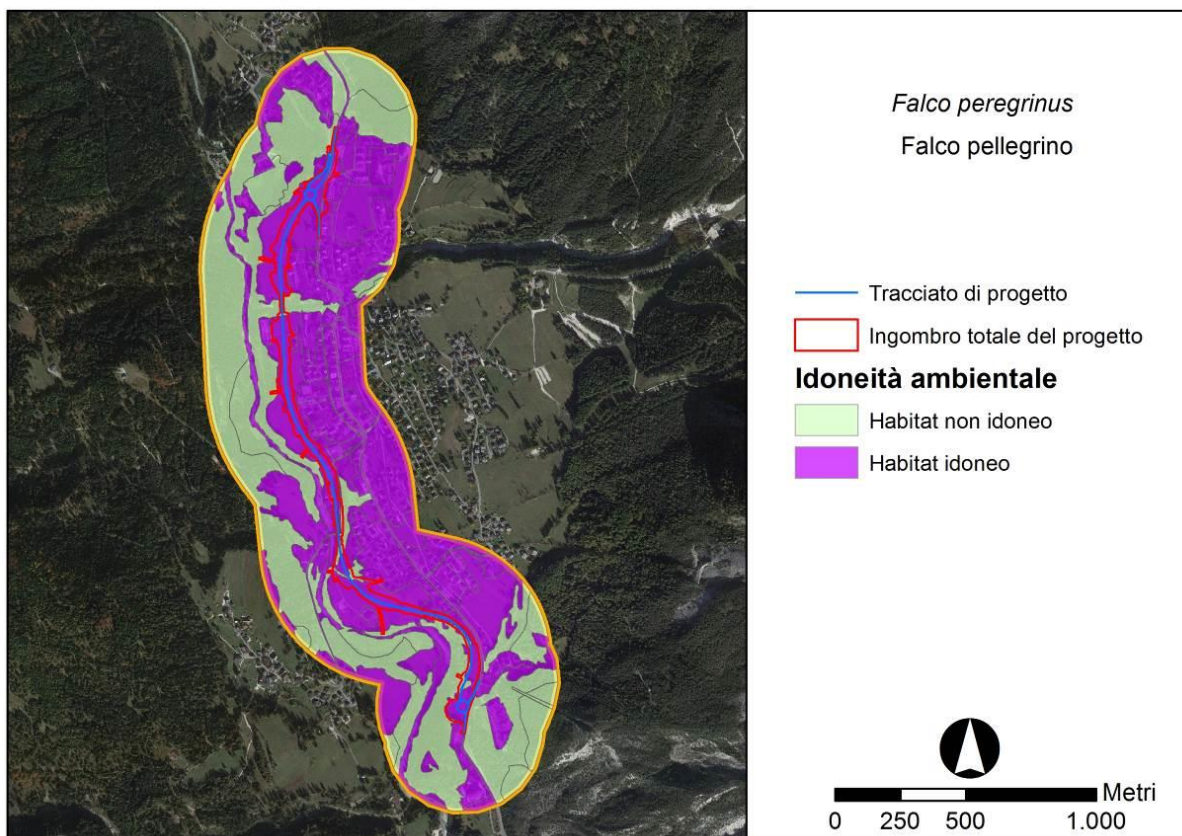 Falco peregrinus
Falco pellegrino
Tracciato di progetto
Ingombro totale del progetto
Idoneità ambientale
Habitat non idoneo
Habitat idoneo
Metri
0 250 500 1.000